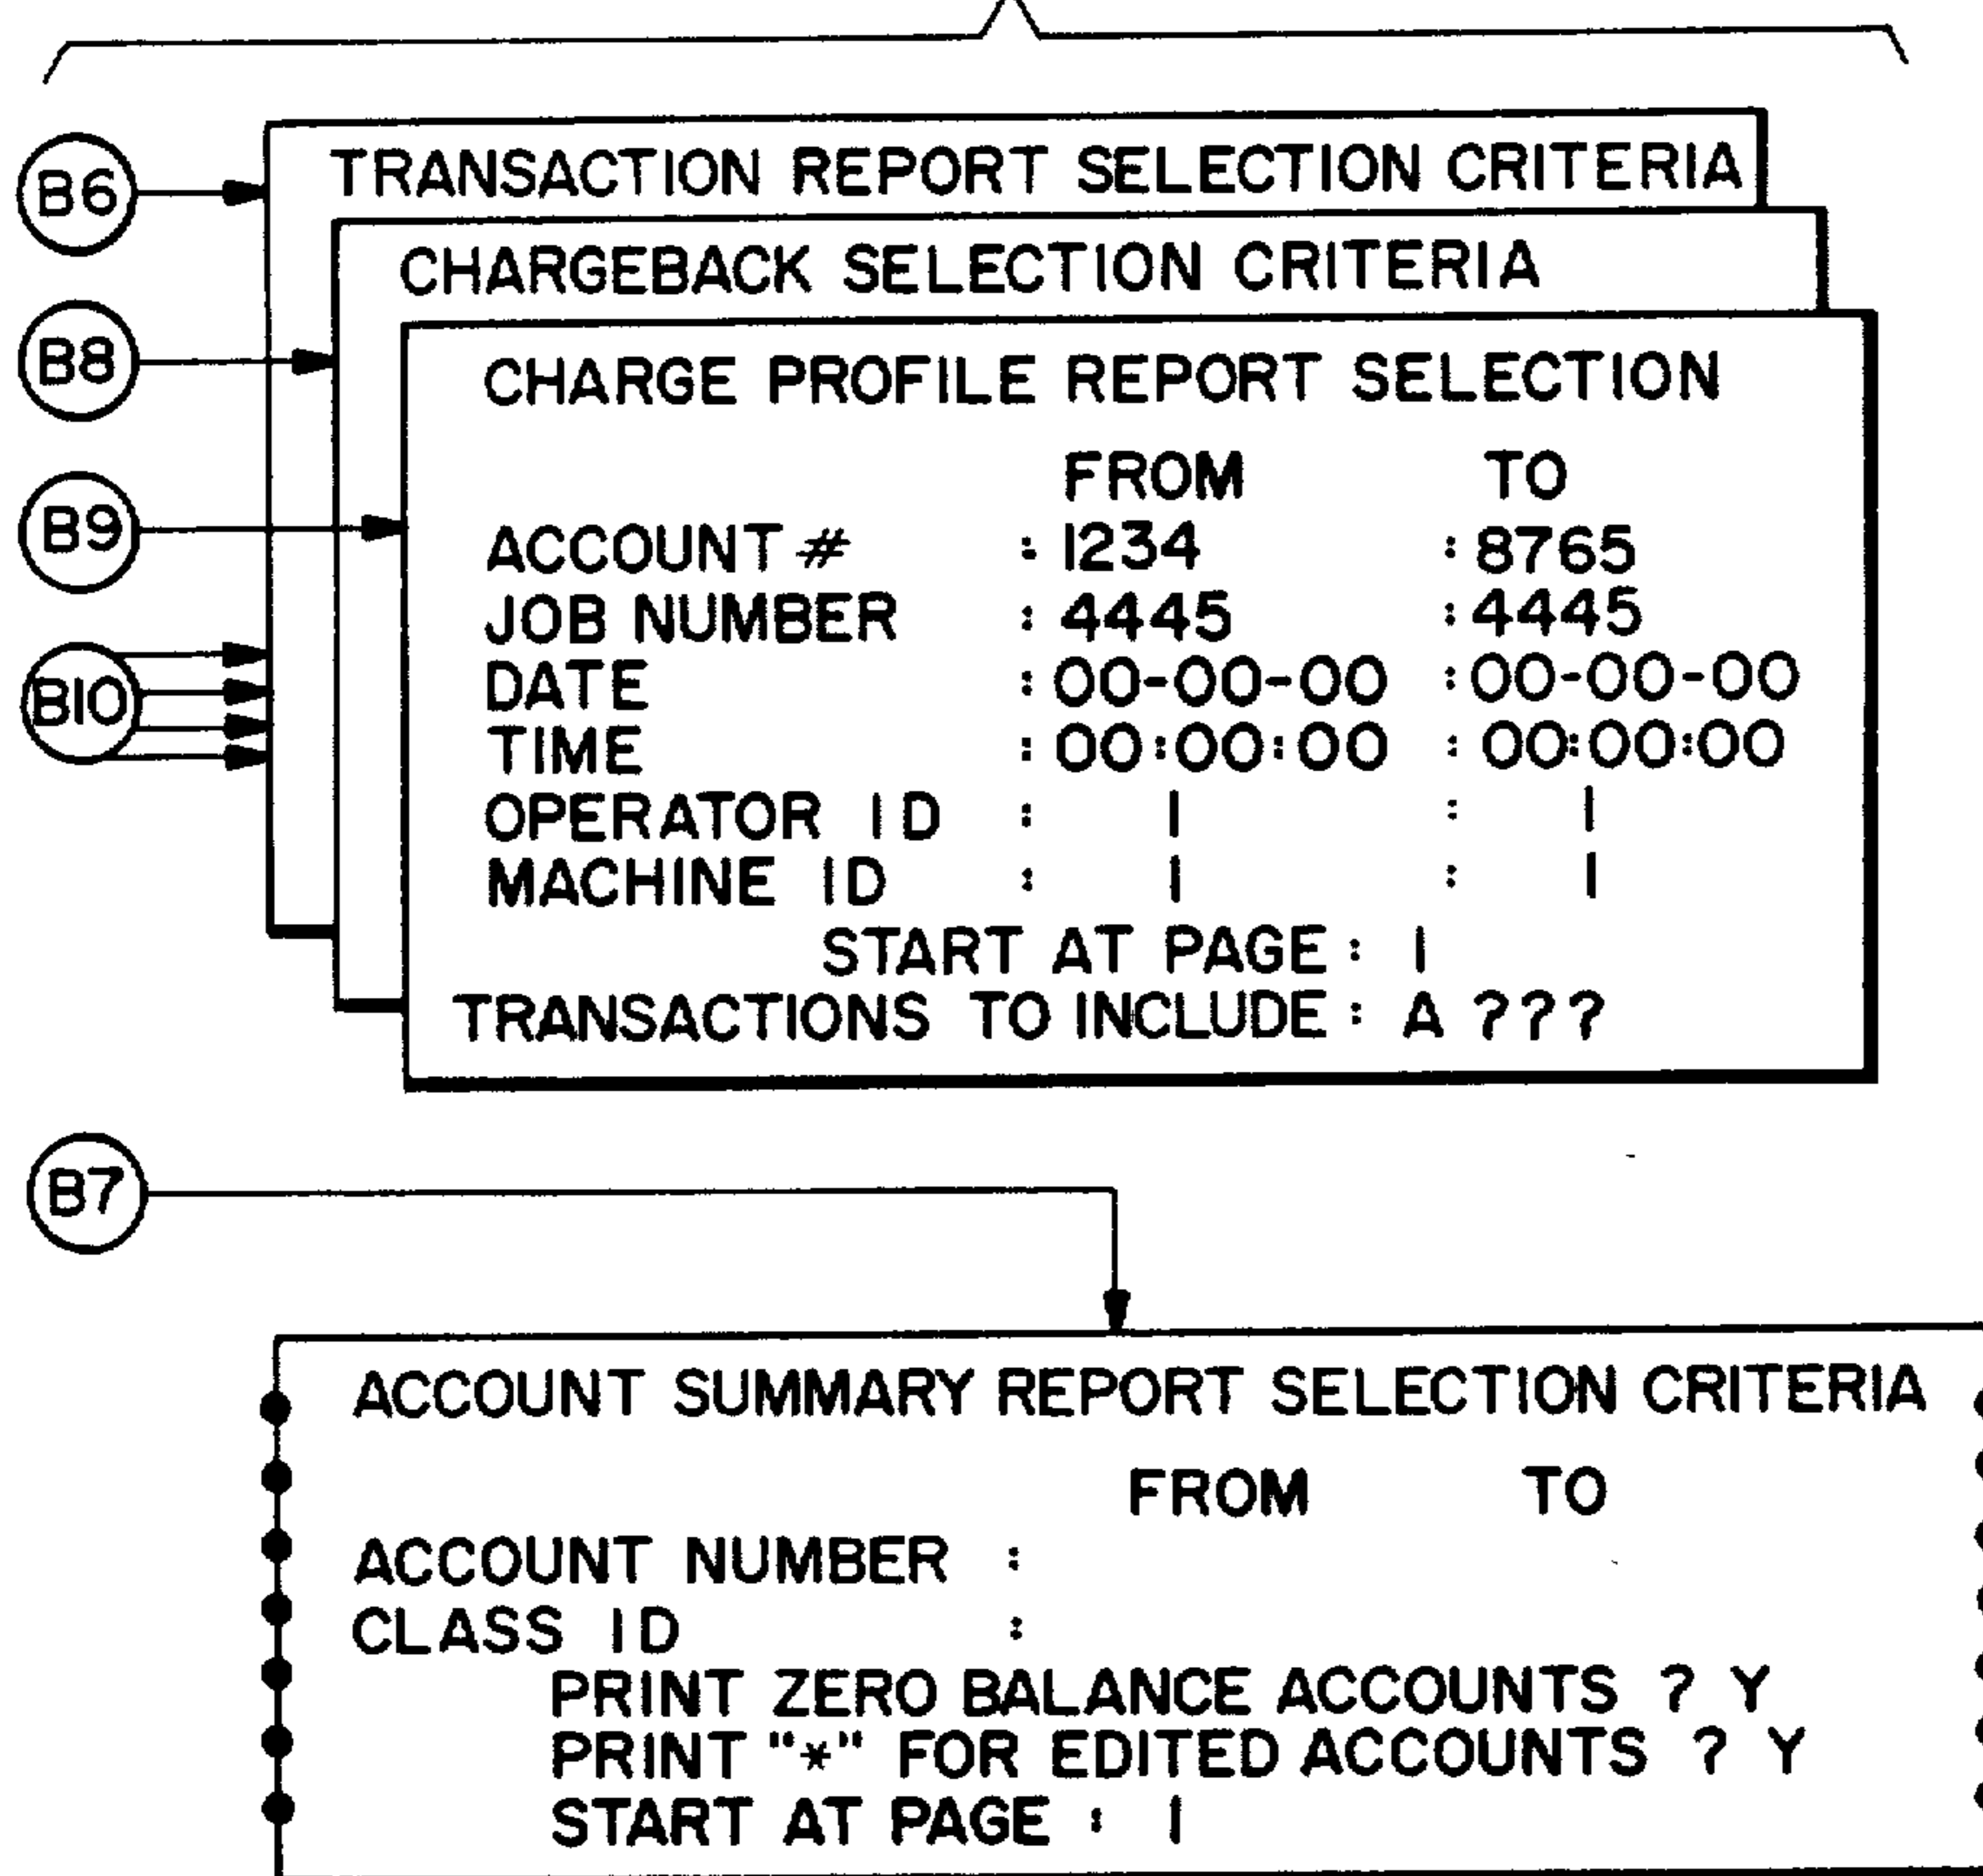 B6
TRANSACTION REPORT SELECTION CRITERIA
B8
CHARGEBACK SELECTION CRITERIA
B9
CHARGE PROFILE REPORT SELECTION
FROM TO
ACCOUNT # : 1234 : 8765
JOB NUMBER : 4445 : 4445
B10
DATE : 00-00-00 : 00-00-00
TIME : 00:00:00 : 00:00:00
OPERATOR ID : 1 : 1
MACHINE ID : 1 : 1
START AT PAGE : 1
TRANSACTIONS TO INCLUDE : A ???
B7
ACCOUNT SUMMARY REPORT SELECTION CRITERIA
FROM TO
ACCOUNT NUMBER :
CLASS ID :
PRINT ZERO BALANCE ACCOUNTS ? Y
PRINT "*" FOR EDITED ACCOUNTS ? Y
START AT PAGE : 1